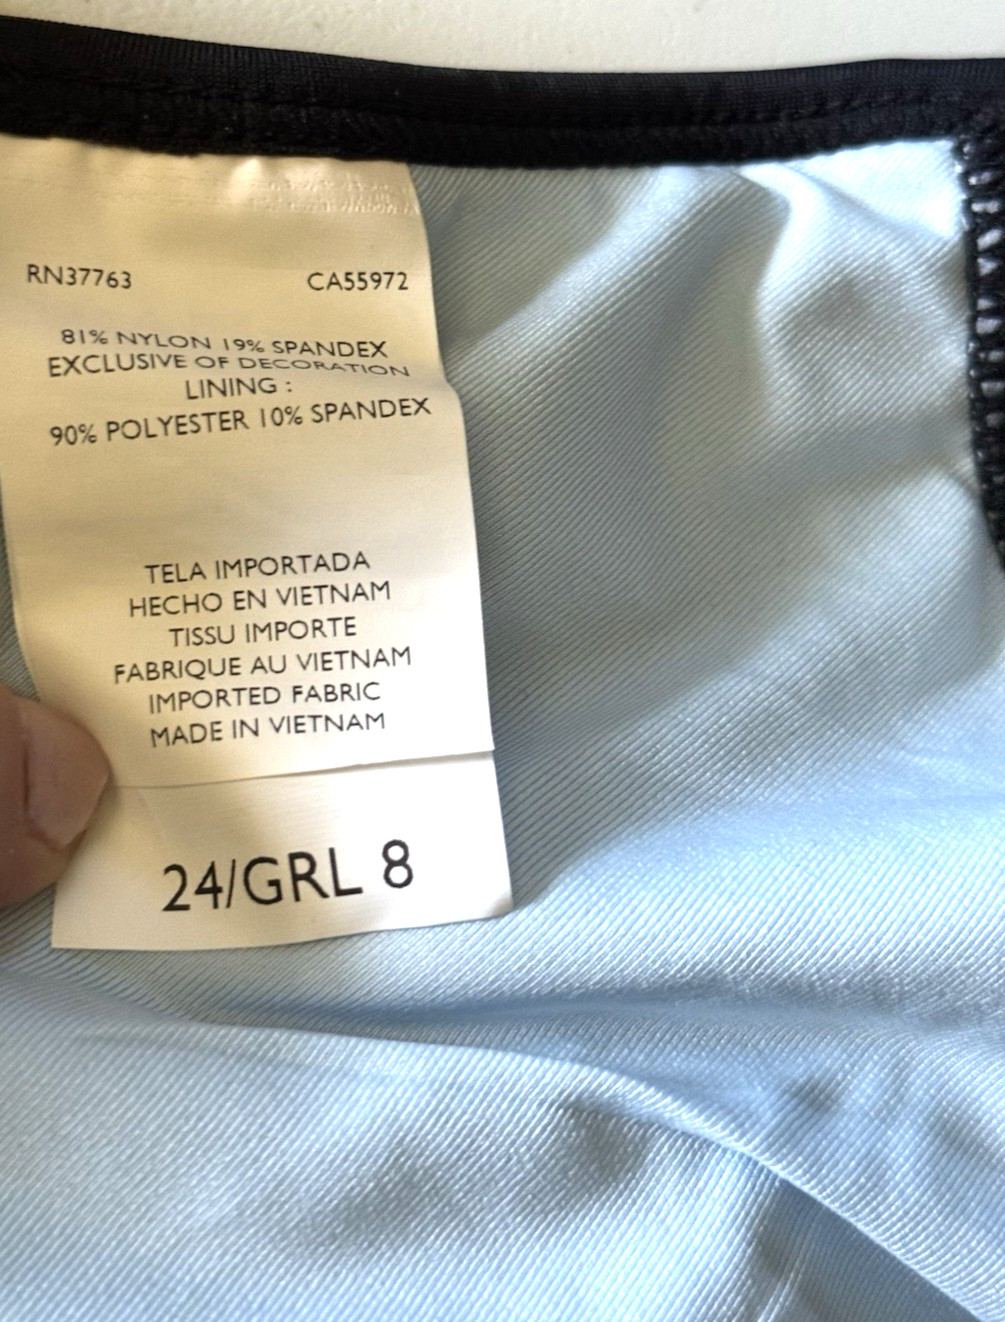 RN37763 CA55972
81% NYLON 19% SPANDEX
EXCLUSIVE OF DECORATION
LINING :
90% POLYESTER 10% SPANDEX
TELA IMPORTADA
HECHO EN VIETNAM
TISSU IMPORTE
FABRIQUE AU VIETNAM
IMPORTED FABRIC
MADE IN VIETNAM
24/GRL 8